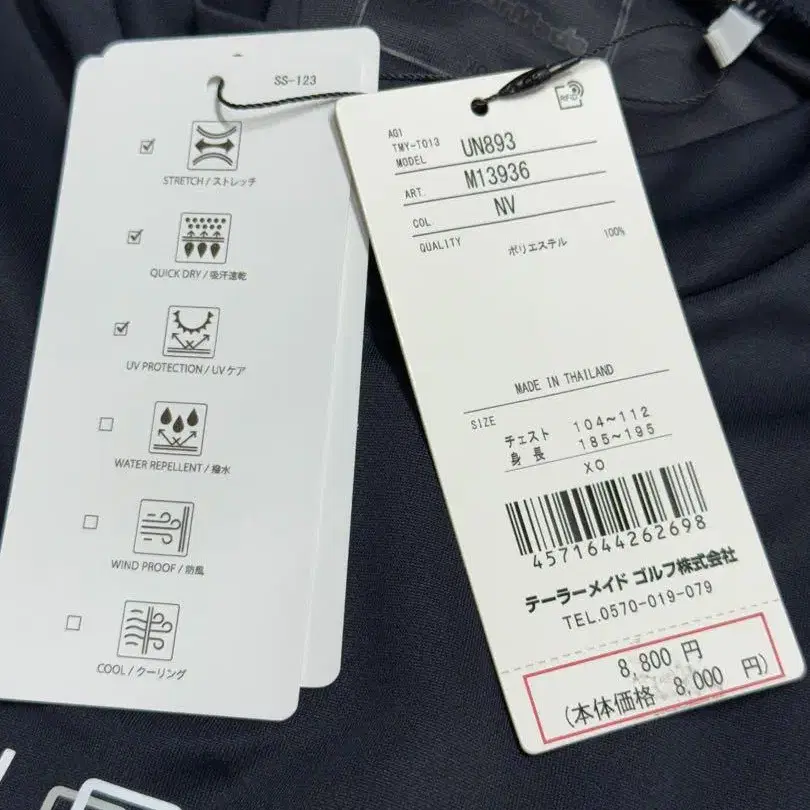 SS-123
STRETCH / ストレッチ
QUICK DRY / 吸汗速乾
UV PROTECTION / UV ケア
WATER REPELLENT / 撥水
WIND PROOF / 防風
COOL / クーリング
RFID
AGI
TMY-T013
MODEL UN893
ART. M13936
COL NV
QUALITY ポリエステル 100%
MADE IN THAILAND
SIZE
チェスト 104~112
身長 185~195
XO
4571644262698
テーラーメイド ゴルフ株式会社
TEL.0570-019-079
8,800 円
(本体価格 8,000 円)